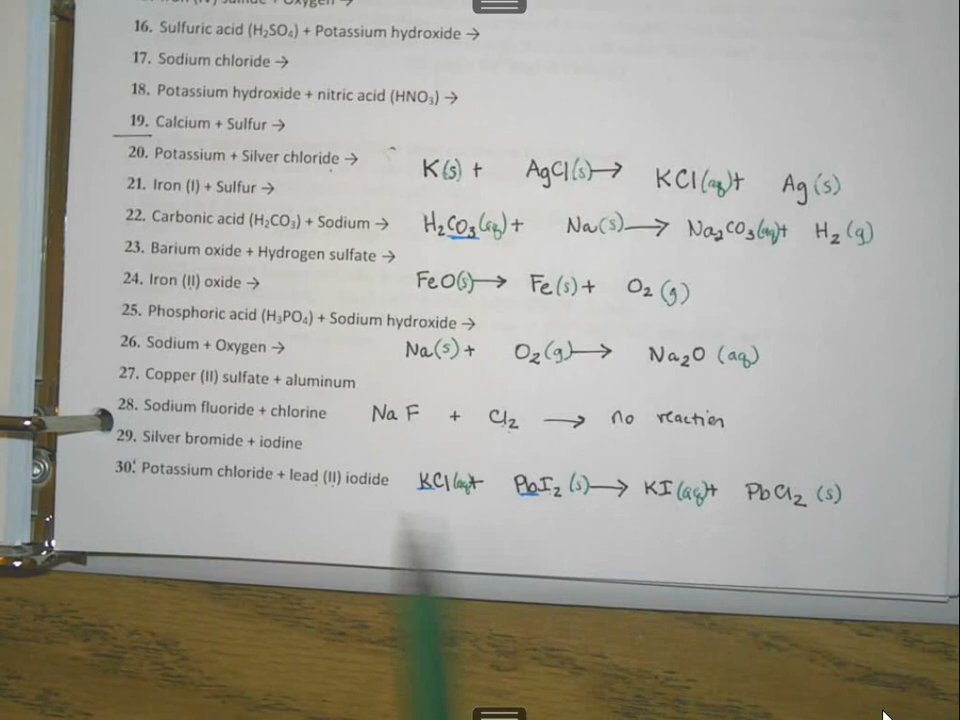 Oxygen →
16. Sulfuric acid (H₂SO₄) + Potassium hydroxide →
17. Sodium chloride →
18. Potassium hydroxide + nitric acid (HNO₃) →
19. Calcium + Sulfur →
20. Potassium + Silver chloride → K(s) + AgCl(s) → KCl(aq) + Ag(s)
21. Iron (I) + Sulfur →
22. Carbonic acid (H₂CO₃) + Sodium → H₂CO₃(aq) + Na(s) → Na₂CO₃(aq) + H₂(g)
23. Barium oxide + Hydrogen sulfate →
24. Iron (II) oxide → FeO(s) → Fe(s) + O₂(g)
25. Phosphoric acid (H₃PO₄) + Sodium hydroxide →
26. Sodium + Oxygen → Na(s) + O₂(g) → Na₂O (aq)
27. Copper (II) sulfate + aluminum
28. Sodium fluoride + chlorine NaF + Cl₂ → no reaction
29. Silver bromide + iodine
30. Potassium chloride + lead (II) iodide KCl(aq) + PbI₂(s) → KI(aq) + PbCl₂(s)